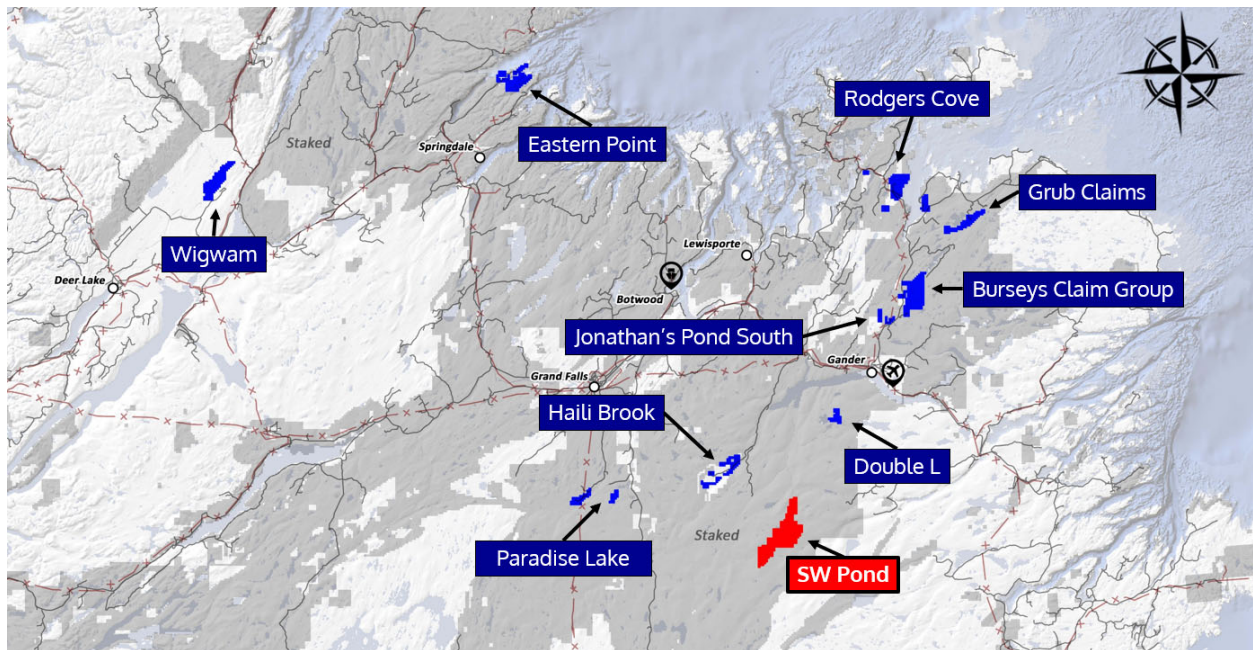 Rodgers Cove
Eastern Point
Staked
Springdale
Grub Claims
Wigwam
Lewisporte
Deer Lake
Botwood
Burseys Claim Group
Jonathan’s Pond South
Gander
Grand Falls
Haili Brook
Double L
Staked
Paradise Lake
SW Pond